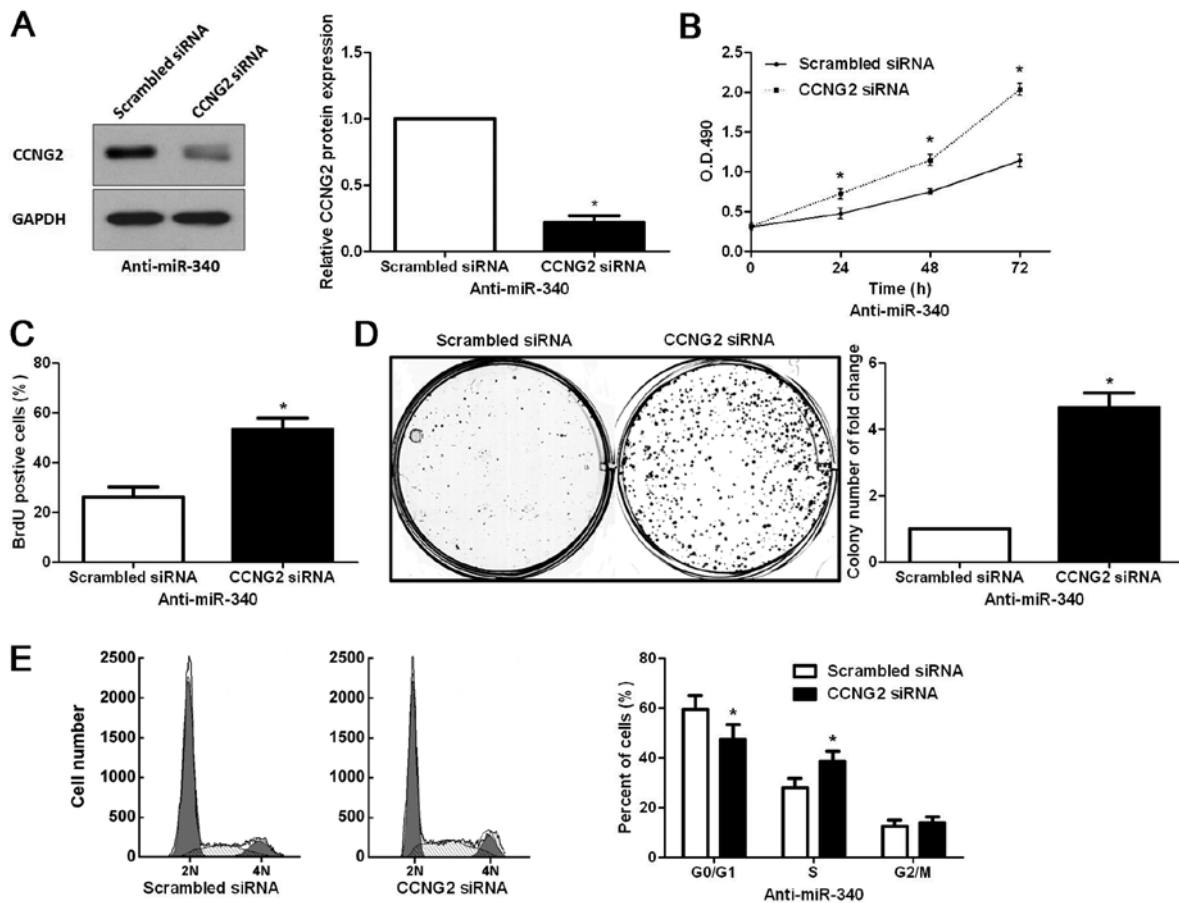 A
Scrambled siRNA
CCNG2 siRNA
CCNG2
GAPDH
Anti-miR-340
Relative CCNG2 protein expression
1.5
1.0
0.5
0.0
*
Scrambled siRNA
CCNG2 siRNA
Anti-miR-340
B
O.D.490
2.5
2.0
1.5
1.0
0.5
0.0
Scrambled siRNA
CCNG2 siRNA
*
*
*
0
24
48
72
Time (h)
Anti-miR-340
C
BrdU postive cells (%)
80
60
40
20
0
*
Scrambled siRNA
CCNG2 siRNA
Anti-miR-340
D
Scrambled siRNA
CCNG2 siRNA
Colony number of fold change
6
4
2
0
*
Scrambled siRNA
CCNG2 siRNA
Anti-miR-340
E
Cell number
2500
2000
1500
1000
500
0
2N
4N
Scrambled siRNA
2500
2000
1500
1000
500
0
2N
4N
CCNG2 siRNA
Percent of cells (%)
80
60
40
20
0
Scrambled siRNA
CCNG2 siRNA
*
*
G0/G1
S
G2/M
Anti-miR-340